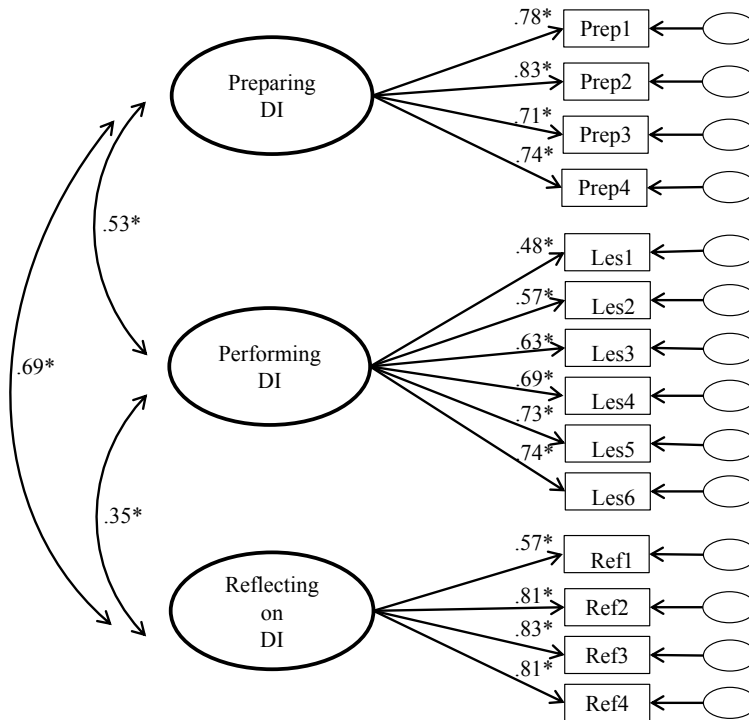 .78*
Prep1
.83*
Prep2
Preparing
DI
.71*
Prep3
.74*
Prep4
.53*
.48*
Les1
.57*
Les2
.63*
Les3
Performing
DI
.69*
Les4
.69*
.73*
Les5
.74*
Les6
.35*
.57*
Ref1
Reflecting
on
DI
.81*
Ref2
.83*
Ref3
.81*
Ref4